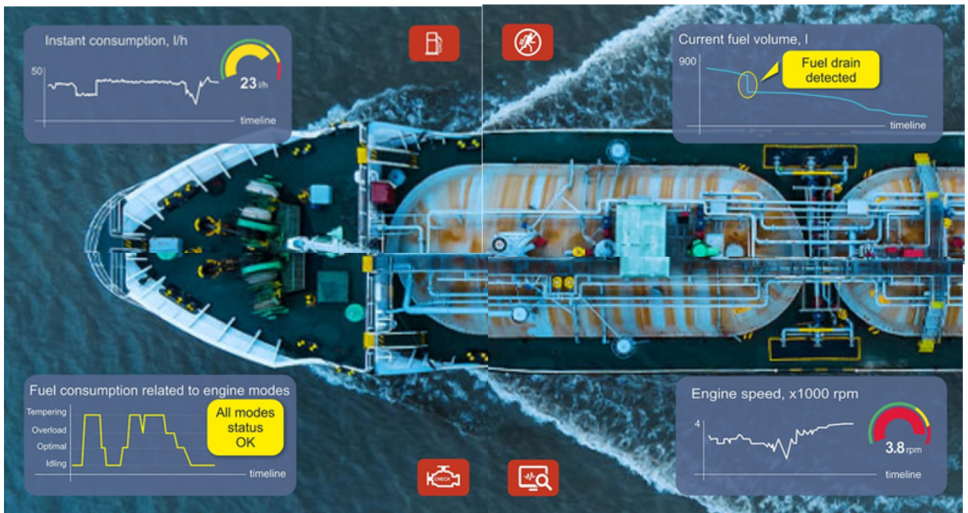 Instant consumption, l/h
50
23 l/h
timeline
Current fuel volume, l
900
Fuel drain
detected
timeline
Fuel consumption related to engine modes
Tempering
Overload
Optimal
Idling
All modes
status
OK
timeline
CHECK
Engine speed, x1000 rpm
4
3.8 rpm
timeline